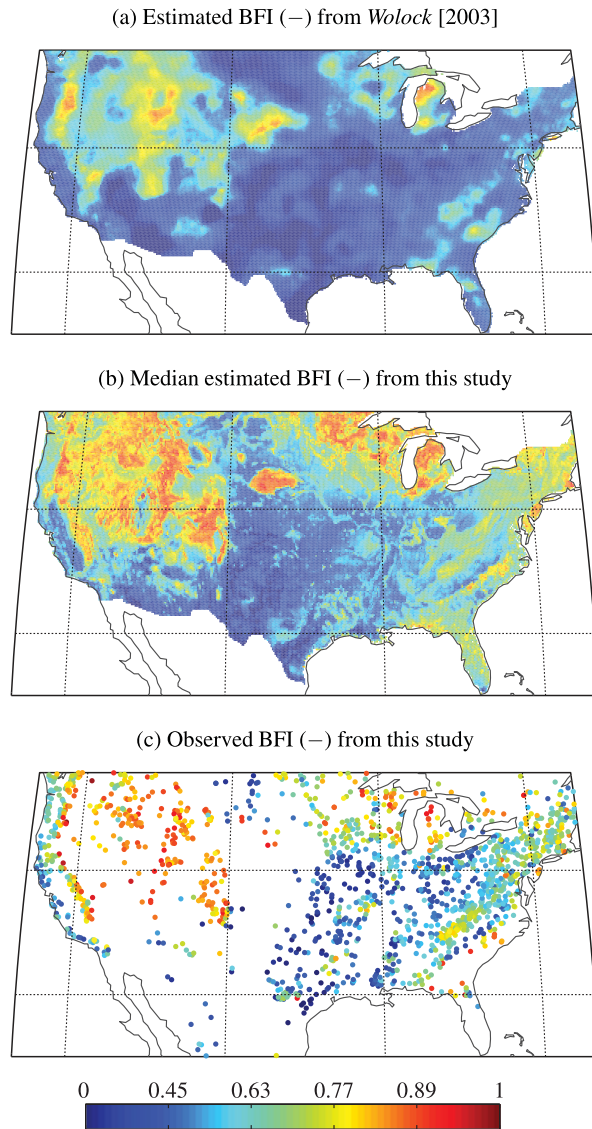 (a) Estimated BFI (−) from Wolock [2003]
(b) Median estimated BFI (−) from this study
(c) Observed BFI (−) from this study
0 0.45 0.63 0.77 0.89 1